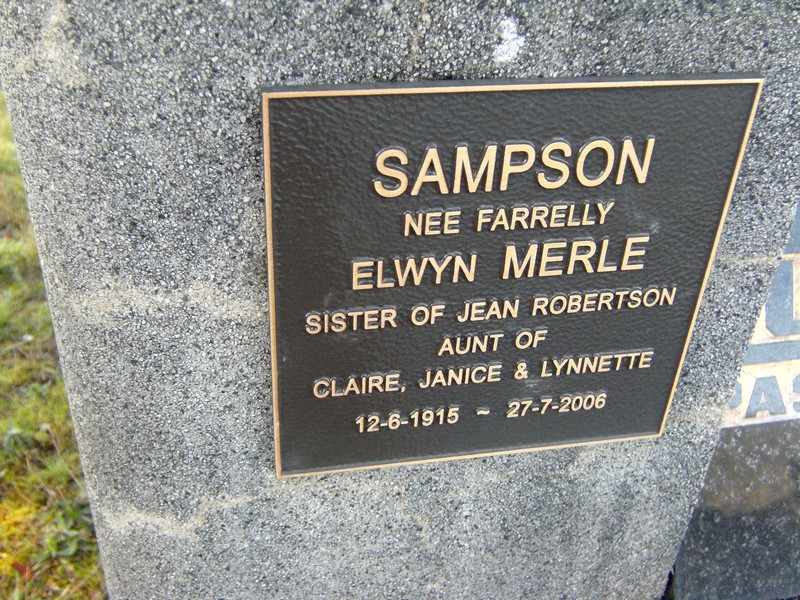 SAMPSON
NEE FARRELLY
ELWYN MERLE
SISTER OF JEAN ROBERTSON
AUNT OF
CLAIRE, JANICE & LYNNETTE
12-6-1915 ~ 27-7-2006